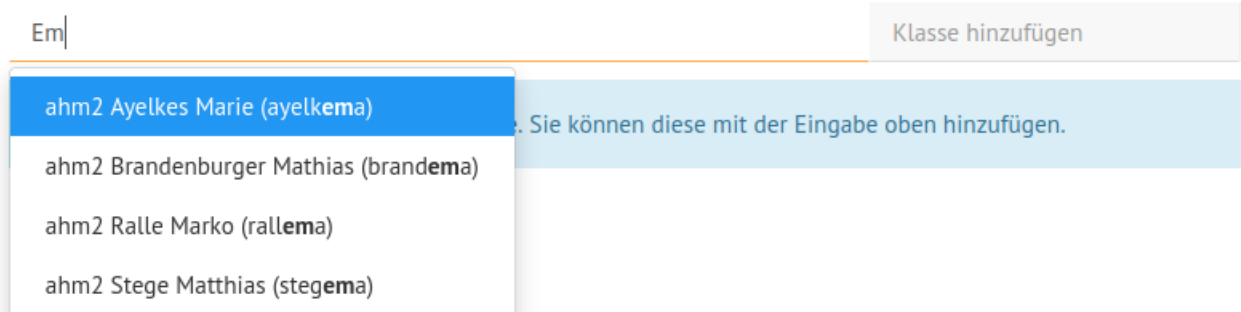 Em
Klasse hinzufügen
ahm2 Ayelkes Marie (ayelkema)
. Sie können diese mit der Eingabe oben hinzufügen.
ahm2 Brandenburger Mathias (brandema)
ahm2 Ralle Marko (rallema)
ahm2 Stege Matthias (stegema)